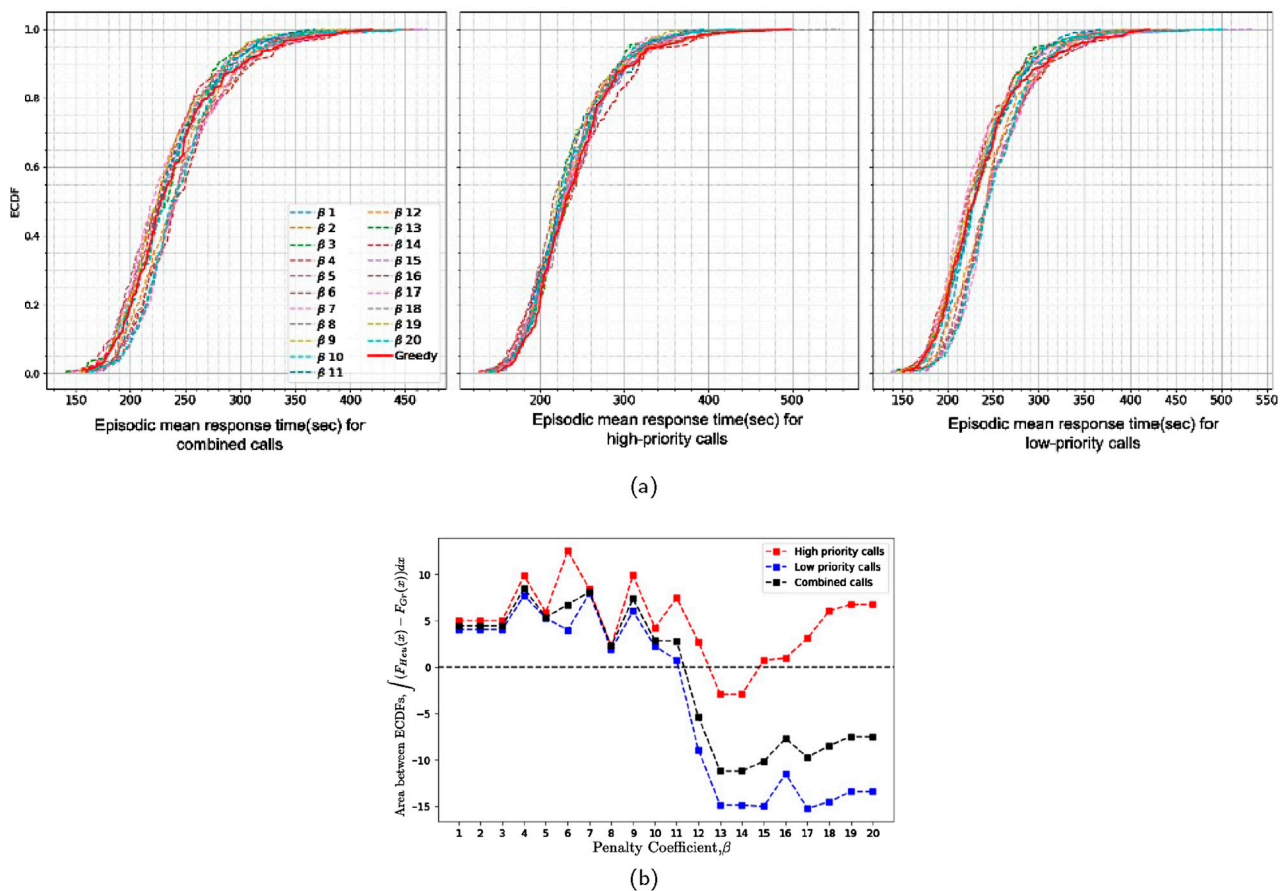 (a)
ECDF
1.0
0.8
0.6
0.4
0.2
0.0
β 1 β 12
β 2 β 13
β 3 β 14
β 4 β 15
β 5 β 16
β 6 β 17
β 7 β 18
β 8 β 19
β 9 β 20
β 10 Greedy
β 11
150 200 250 300 350 400 450
Episodic mean response time(sec) for
combined calls
200 300 400 500
Episodic mean response time(sec) for
high-priority calls
150 200 250 300 350 400 450 500 550
Episodic mean response time(sec) for
low-priority calls
(b)
Area between ECDFs, ∫(F_Heu(x) − F_Gr(x))dx
10
5
0
−5
−10
−15
High priority calls
Low priority calls
Combined calls
1 2 3 4 5 6 7 8 9 10 11 12 13 14 15 16 17 18 19 20
Penalty Coefficient,β